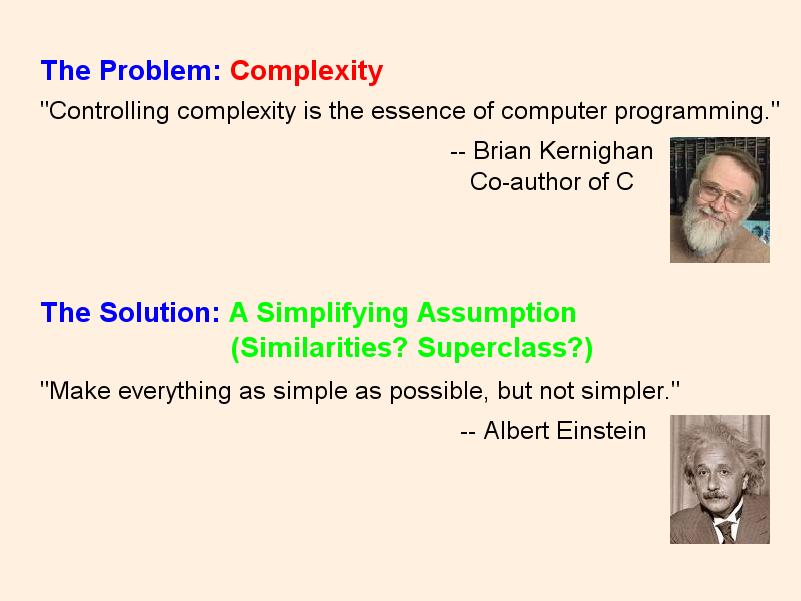 The Problem: Complexity
"Controlling complexity is the essence of computer programming."
-- Brian Kernighan
Co-author of C
The Solution: A Simplifying Assumption
(Similarities? Superclass?)
"Make everything as simple as possible, but not simpler."
-- Albert Einstein